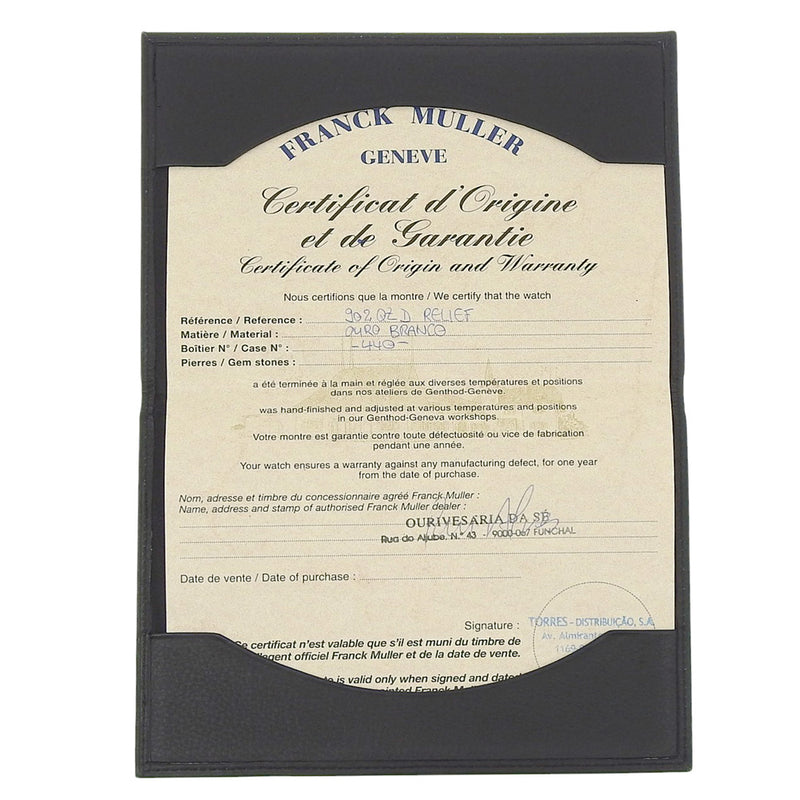 FRANCK MULLER
GENEVE
Certificat d'Origine
et de Garantie
Certificate of Origin and Warranty
Nous certifions que la montre / We certify that the watch
Référence / Reference : 902 QZ D RELIEF
Matière / Material : OURO BRANCO
Boîtier N° / Case N° : -440-
Pierres / Gem stones :
a été terminée à la main et réglée aux diverses températures et positions
dans nos ateliers de Genthod-Genève.
was hand-finished and adjusted at various temperatures and positions
in our Genthod-Geneva workshops.
Votre montre est garantie contre toute défectuosité ou vice de fabrication
pendant une année.
Your watch ensures a warranty against any manufacturing defect, for one year
from the date of purchase.
Nom, adresse et timbre du concessionaire agréé Franck Muller :
Name, address and stamp of authorised Franck Muller dealer :
OURIVESARIA DA SÉ
Rua do Aljube, N.º 43 - 9000-067 FUNCHAL
Date de vente / Date of purchase :
Signature :
TORRES - DISTRIBUIÇÃO, S.A.
Av. Almirante
1169-
Ce certificat n'est valable que s'il est muni du timbre de
l'agent officiel Franck Muller et de la date de vente.
is valid only when signed and dated
Franck